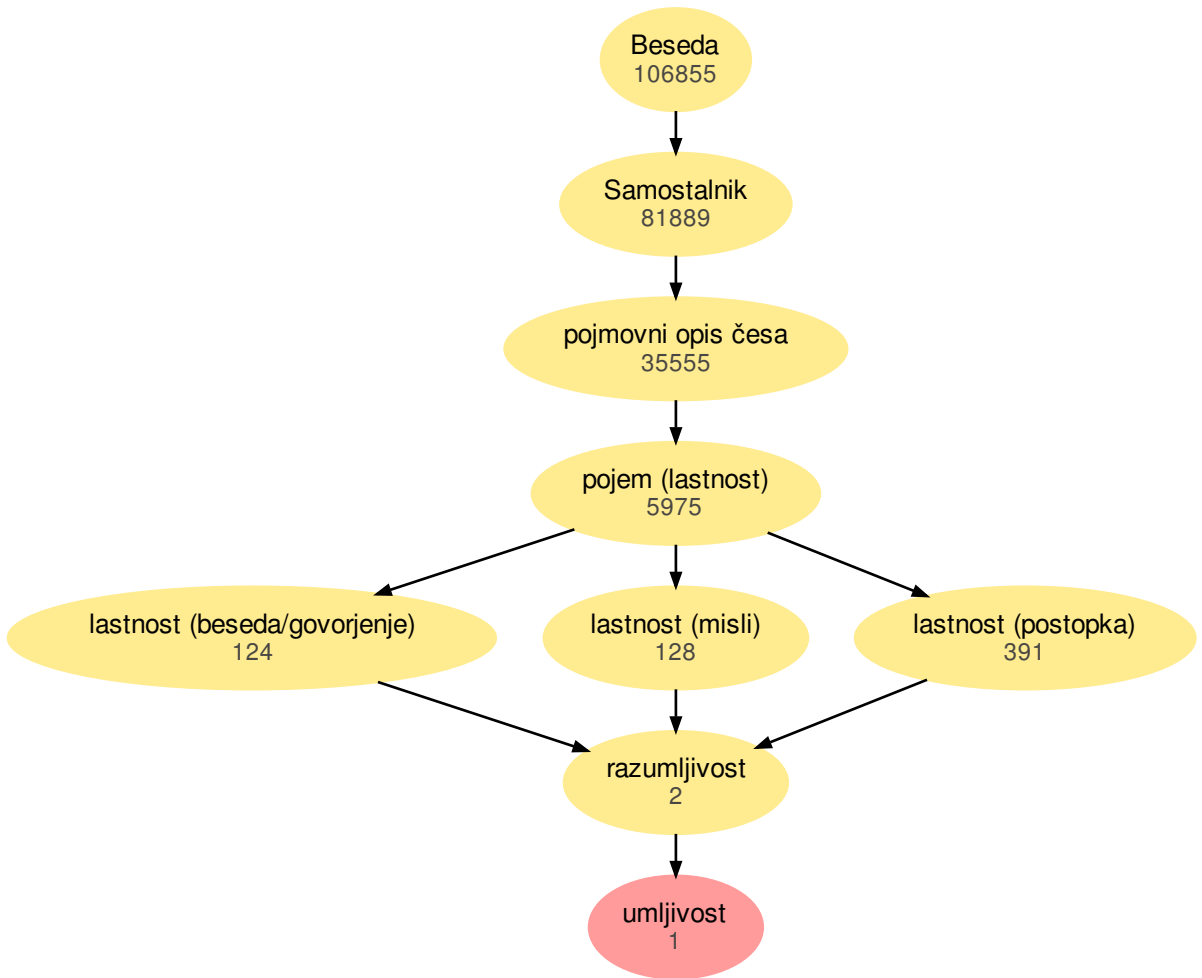 Beseda
106855
Samostalnik
81889
pojmovni opis česa
35555
pojem (lastnost)
5975
lastnost (beseda/govorjenje)
124
lastnost (misli)
128
lastnost (postopka)
391
razumljivost
2
umljivost
1